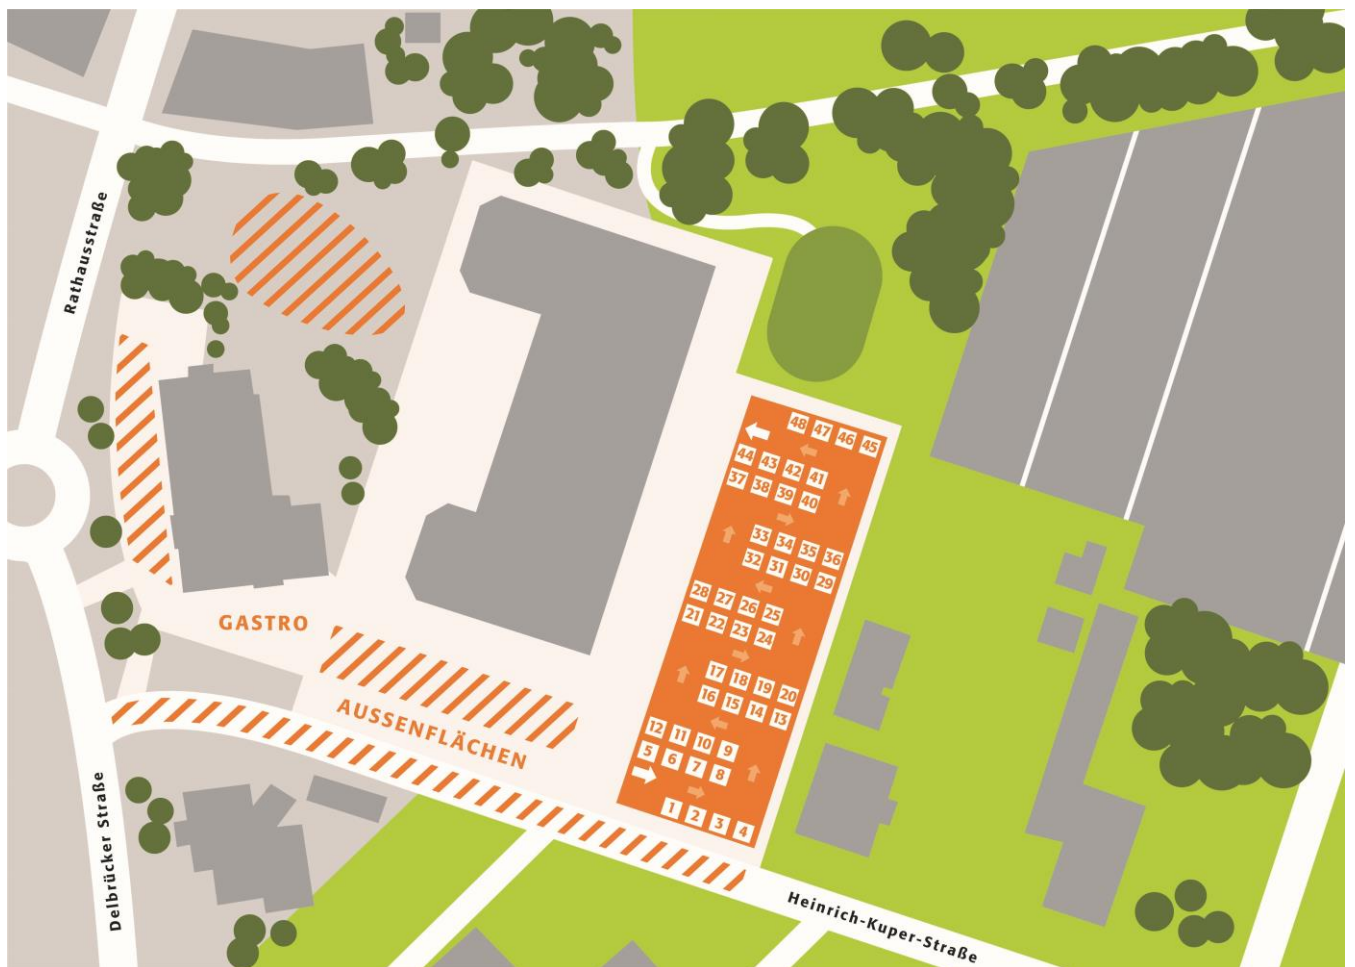 Rathausstraße
48 47 46 45
44 43 42 41
37 38 39 40
33 34 35 36
32 31 30 29
28 27 26 25
21 22 23 24
GASTRO
17 18 19 20
16 15 14 13
AUSSENFLÄCHEN
12 11 10 9
5 6 7 8
1 2 3 4
Delbrücker Straße
Heinrich-Kuper-Straße